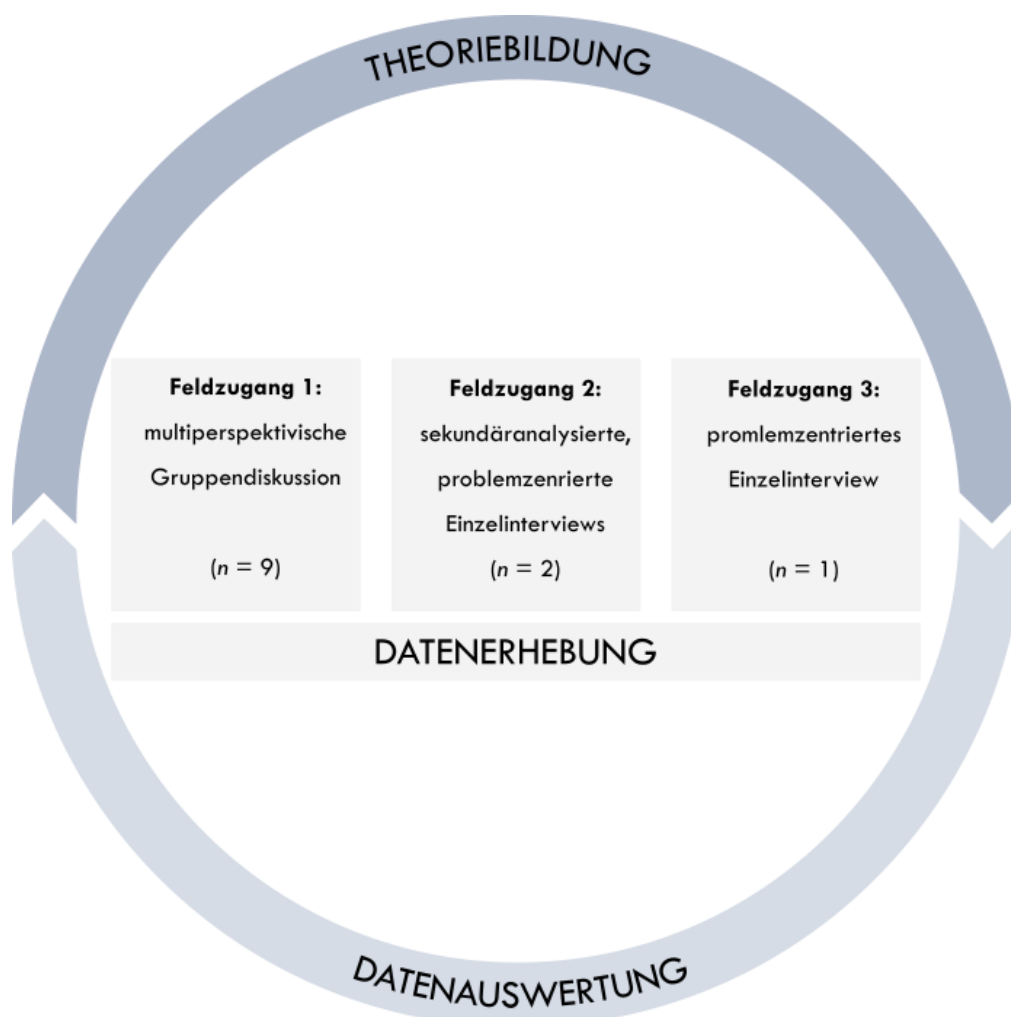 THEORIEBILDUNG
Feldzugang 1:
multiperspektivische
Gruppendiskussion
(n = 9)
Feldzugang 2:
sekundäranalysierte,
problemzenrierte
Einzelinterviews
(n = 2)
Feldzugang 3:
promlemzentriertes
Einzelinterview
(n = 1)
DATENERHEBUNG
DATENAUSWERTUNG